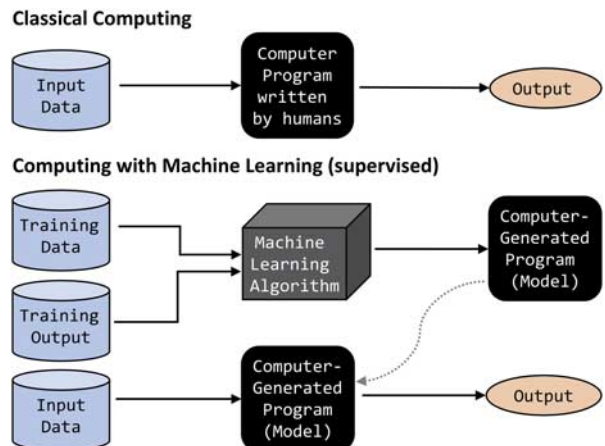 Classical Computing
Input
Data
Computer
Program
written
by humans
Output
Computing with Machine Learning (supervised)
Training
Data
Training
Output
Machine
Learning
Algorithm
Computer-
Generated
Program
(Model)
Input
Data
Computer-
Generated
Program
(Model)
Output